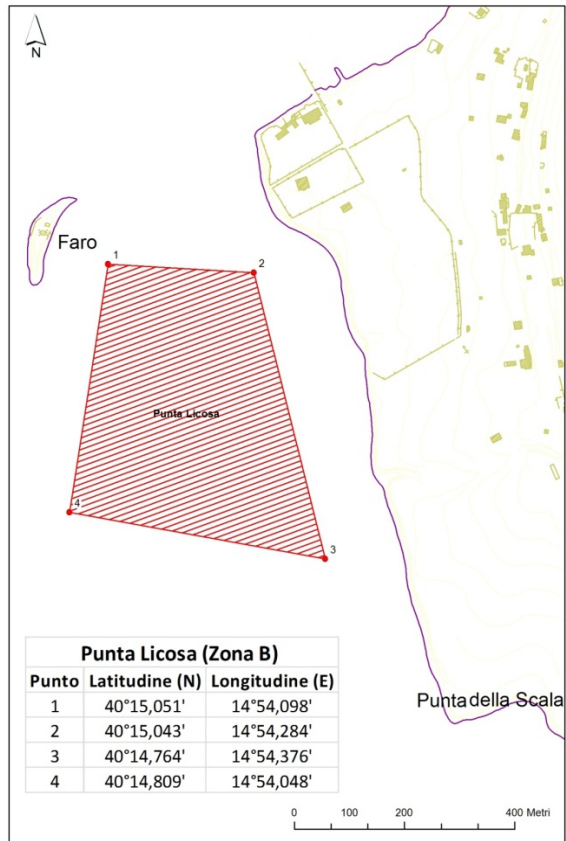 N
Faro
1
2
Punta Licosa
4
3
Punta Licosa (Zona B)
Punto Latitudine (N) Longitudine (E)
1 40°15,051' 14°54,098'
2 40°15,043' 14°54,284'
3 40°14,764' 14°54,376'
4 40°14,809' 14°54,048'
Punta della Scala
0 100 200 400 Metri